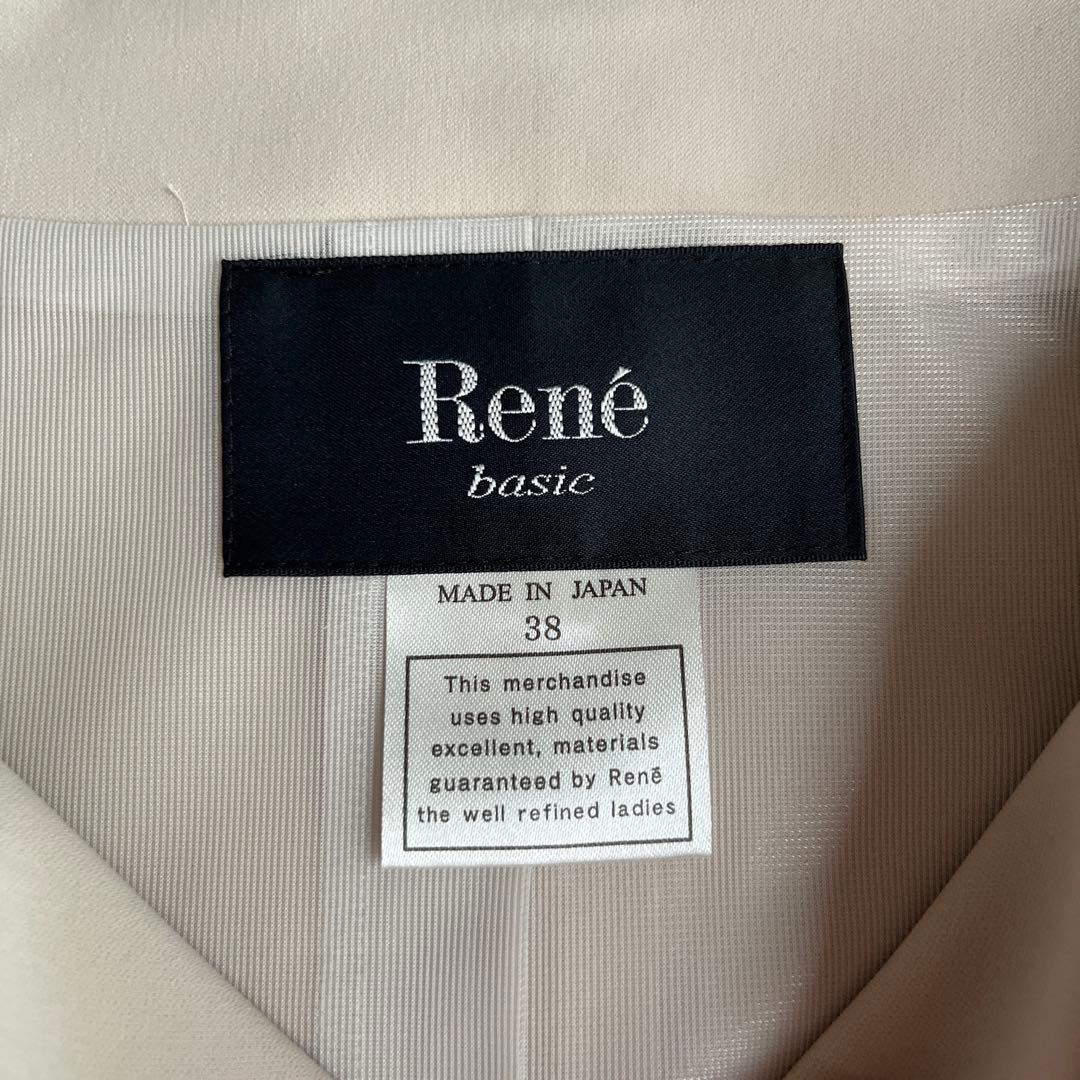 René
basic
MADE IN JAPAN
38
This merchandise
uses high quality
excellent, materials
guaranteed by René
the well refined ladies